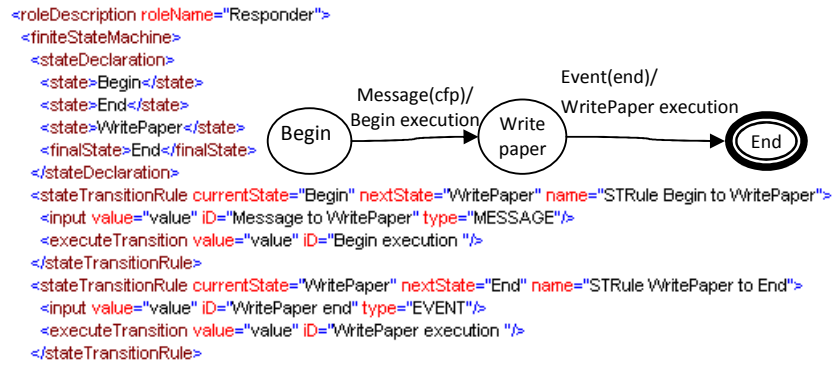 <roleDescription roleName="Responder">
<finiteStateMachine>
<stateDeclaration>
<state>Begin</state>
<state>End</state>
<state>WritePaper</state>
<finalState>End</finalState>
</stateDeclaration>
Message(cfp)/
Begin execution
Event(end)/
WritePaper execution
Begin
Write
paper
End
<stateTransitionRule currentState="Begin" nextState="WritePaper" name="STRule Begin to WritePaper">
<input value="value" iD="Message to WritePaper" type="MESSAGE"/>
<executeTransition value="value" iD="Begin execution "/>
</stateTransitionRule>
<stateTransitionRule currentState="WritePaper" nextState="End" name="STRule WritePaper to End">
<input value="value" iD="WritePaper end" type="EVENT"/>
<executeTransition value="value" iD="WritePaper execution "/>
</stateTransitionRule>